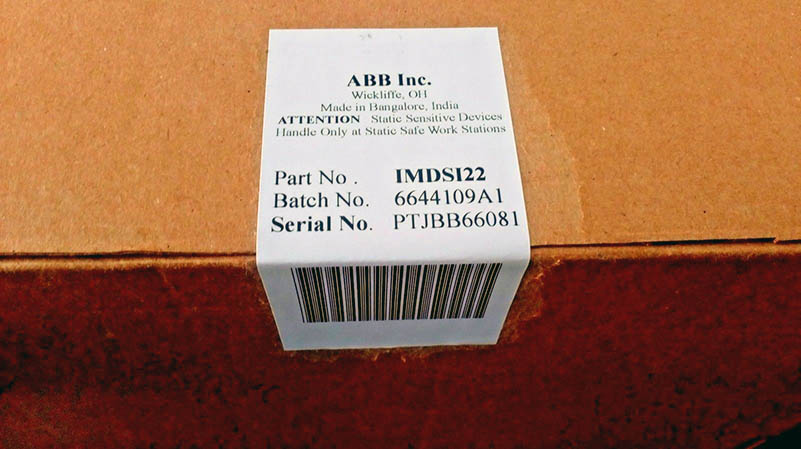 ABB Inc.
Wickliffe, OH
Made in Bangalore, India
ATTENTION Static Sensitive Devices
Handle Only at Static Safe Work Stations
Part No . IMDSI22
Batch No. 6644109A1
Serial No. PTJBB66081